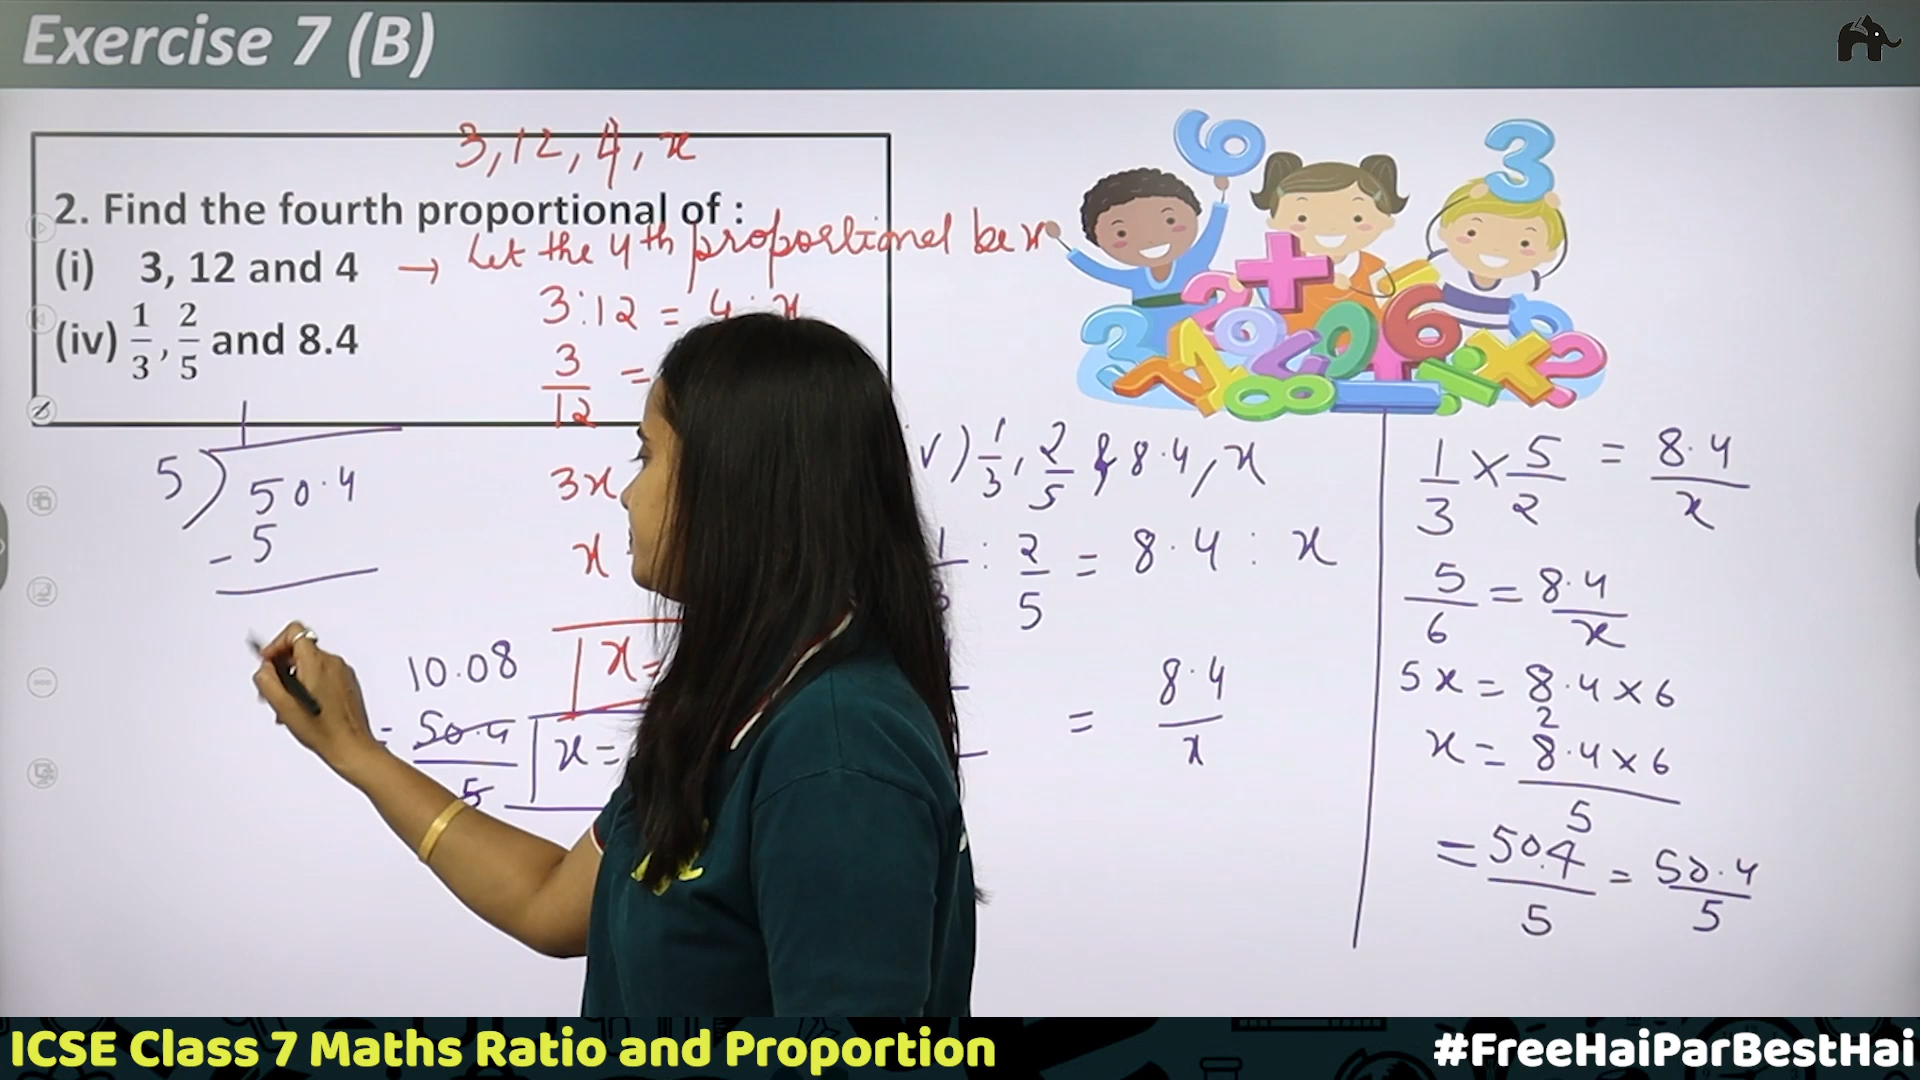 Exercise 7 (B)
3, 12, 4, x
2. Find the fourth proportional of :
(i) 3, 12 and 4 → Let the 4th proportional be x
(iv) 1/3, 2/5 and 8.4
3:12 = 4:x
3/12 =
3x
x
x=
5)50.4
1
-5
10.08
= 50.4/5
x=
v) 1/3, 2/5 & 8.4, x
: 2/5 = 8.4 : x
= 8.4/x
1/3 × 5/2 = 8.4/x
5/6 = 8.4/x
5x = 8.4×6
2
x = 8.4×6/5
= 50.4/5 = 50.4/5
ICSE Class 7 Maths Ratio and Proportion
#FreeHaiParBestHai